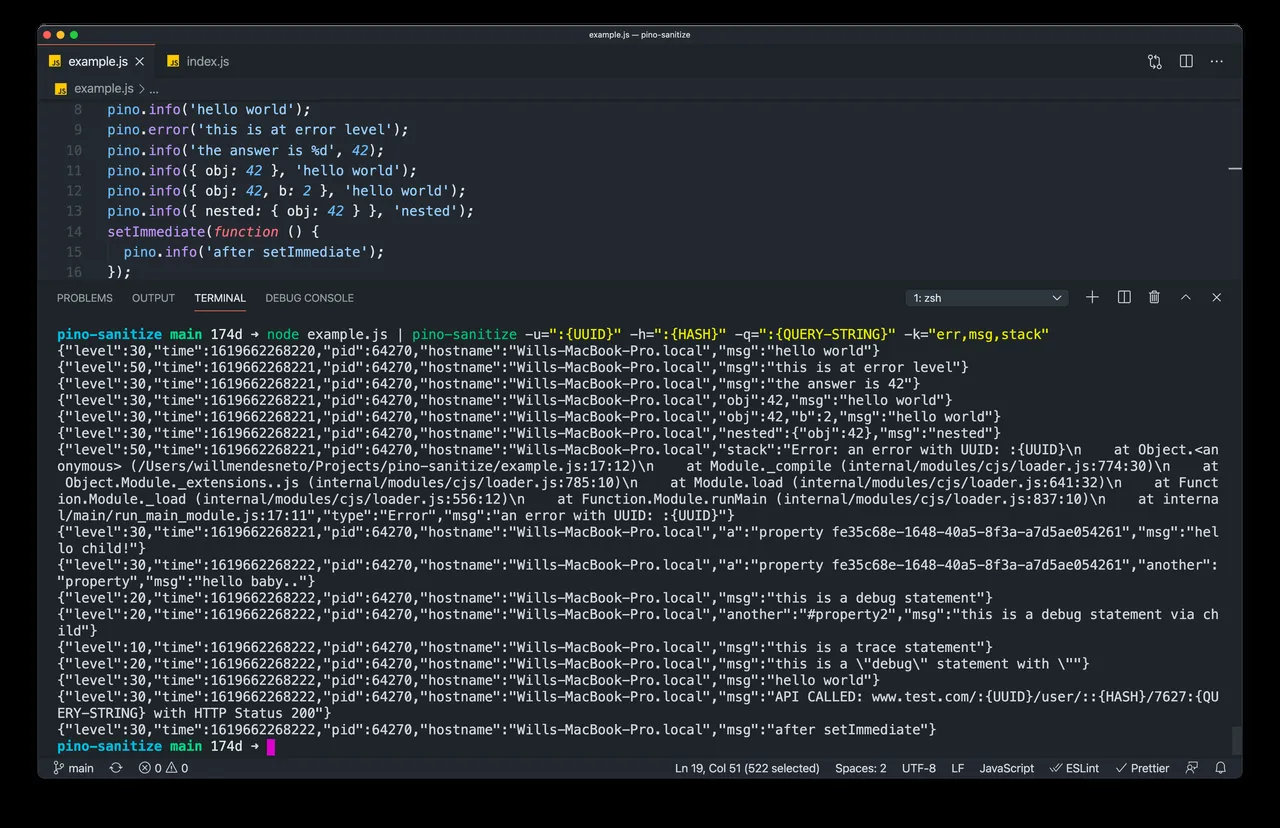 example.js — pino-sanitize
JS example.js ×
JS index.js
JS example.js > ...
8 pino.info('hello world');
9 pino.error('this is at error level');
10 pino.info('the answer is %d', 42);
11 pino.info({ obj: 42 }, 'hello world');
12 pino.info({ obj: 42, b: 2 }, 'hello world');
13 pino.info({ nested: { obj: 42 } }, 'nested');
14 setImmediate(function () {
15 pino.info('after setImmediate');
16 });
PROBLEMS OUTPUT TERMINAL DEBUG CONSOLE 1: zsh
pino-sanitize main 174d ➜ node example.js | pino-sanitize -u=":{UUID}" -h=":{HASH}" -q=":{QUERY-STRING}" -k="err,msg,stack"
{"level":30,"time":1619662268220,"pid":64270,"hostname":"Wills-MacBook-Pro.local","msg":"hello world"}
{"level":50,"time":1619662268221,"pid":64270,"hostname":"Wills-MacBook-Pro.local","msg":"this is at error level"}
{"level":30,"time":1619662268221,"pid":64270,"hostname":"Wills-MacBook-Pro.local","msg":"the answer is 42"}
{"level":30,"time":1619662268221,"pid":64270,"hostname":"Wills-MacBook-Pro.local","obj":42,"msg":"hello world"}
{"level":30,"time":1619662268221,"pid":64270,"hostname":"Wills-MacBook-Pro.local","obj":42,"b":2,"msg":"hello world"}
{"level":30,"time":1619662268221,"pid":64270,"hostname":"Wills-MacBook-Pro.local","nested":{"obj":42},"msg":"nested"}
{"level":50,"time":1619662268221,"pid":64270,"hostname":"Wills-MacBook-Pro.local","stack":"Error: an error with UUID: :{UUID}\n    at Object.<an
onymous> (/Users/willmendesneto/Projects/pino-sanitize/example.js:17:12)\n    at Module._compile (internal/modules/cjs/loader.js:774:30)\n    at
Object.Module._extensions..js (internal/modules/cjs/loader.js:785:10)\n    at Module.load (internal/modules/cjs/loader.js:641:32)\n    at Funct
ion.Module._load (internal/modules/cjs/loader.js:556:12)\n    at Function.Module.runMain (internal/modules/cjs/loader.js:837:10)\n    at interna
l/main/run_main_module.js:17:11","type":"Error","msg":"an error with UUID: :{UUID}"}
{"level":30,"time":1619662268221,"pid":64270,"hostname":"Wills-MacBook-Pro.local","a":"property fe35c68e-1648-40a5-8f3a-a7d5ae054261","msg":"hel
lo child!"}
{"level":30,"time":1619662268222,"pid":64270,"hostname":"Wills-MacBook-Pro.local","a":"property fe35c68e-1648-40a5-8f3a-a7d5ae054261","another":
"property","msg":"hello baby.."}
{"level":20,"time":1619662268222,"pid":64270,"hostname":"Wills-MacBook-Pro.local","msg":"this is a debug statement"}
{"level":20,"time":1619662268222,"pid":64270,"hostname":"Wills-MacBook-Pro.local","another":"#property2","msg":"this is a debug statement via ch
ild"}
{"level":10,"time":1619662268222,"pid":64270,"hostname":"Wills-MacBook-Pro.local","msg":"this is a trace statement"}
{"level":20,"time":1619662268222,"pid":64270,"hostname":"Wills-MacBook-Pro.local","msg":"this is a \"debug\" statement with \""}
{"level":30,"time":1619662268222,"pid":64270,"hostname":"Wills-MacBook-Pro.local","msg":"hello world"}
{"level":30,"time":1619662268222,"pid":64270,"hostname":"Wills-MacBook-Pro.local","msg":"API CALLED: www.test.com/:{UUID}/user/::{HASH}/7627:{QU
ERY-STRING} with HTTP Status 200"}
{"level":30,"time":1619662268222,"pid":64270,"hostname":"Wills-MacBook-Pro.local","msg":"after setImmediate"}
pino-sanitize main 174d ➜
main 0 0 Ln 19, Col 51 (522 selected) Spaces: 2 UTF-8 LF JavaScript ESLint Prettier